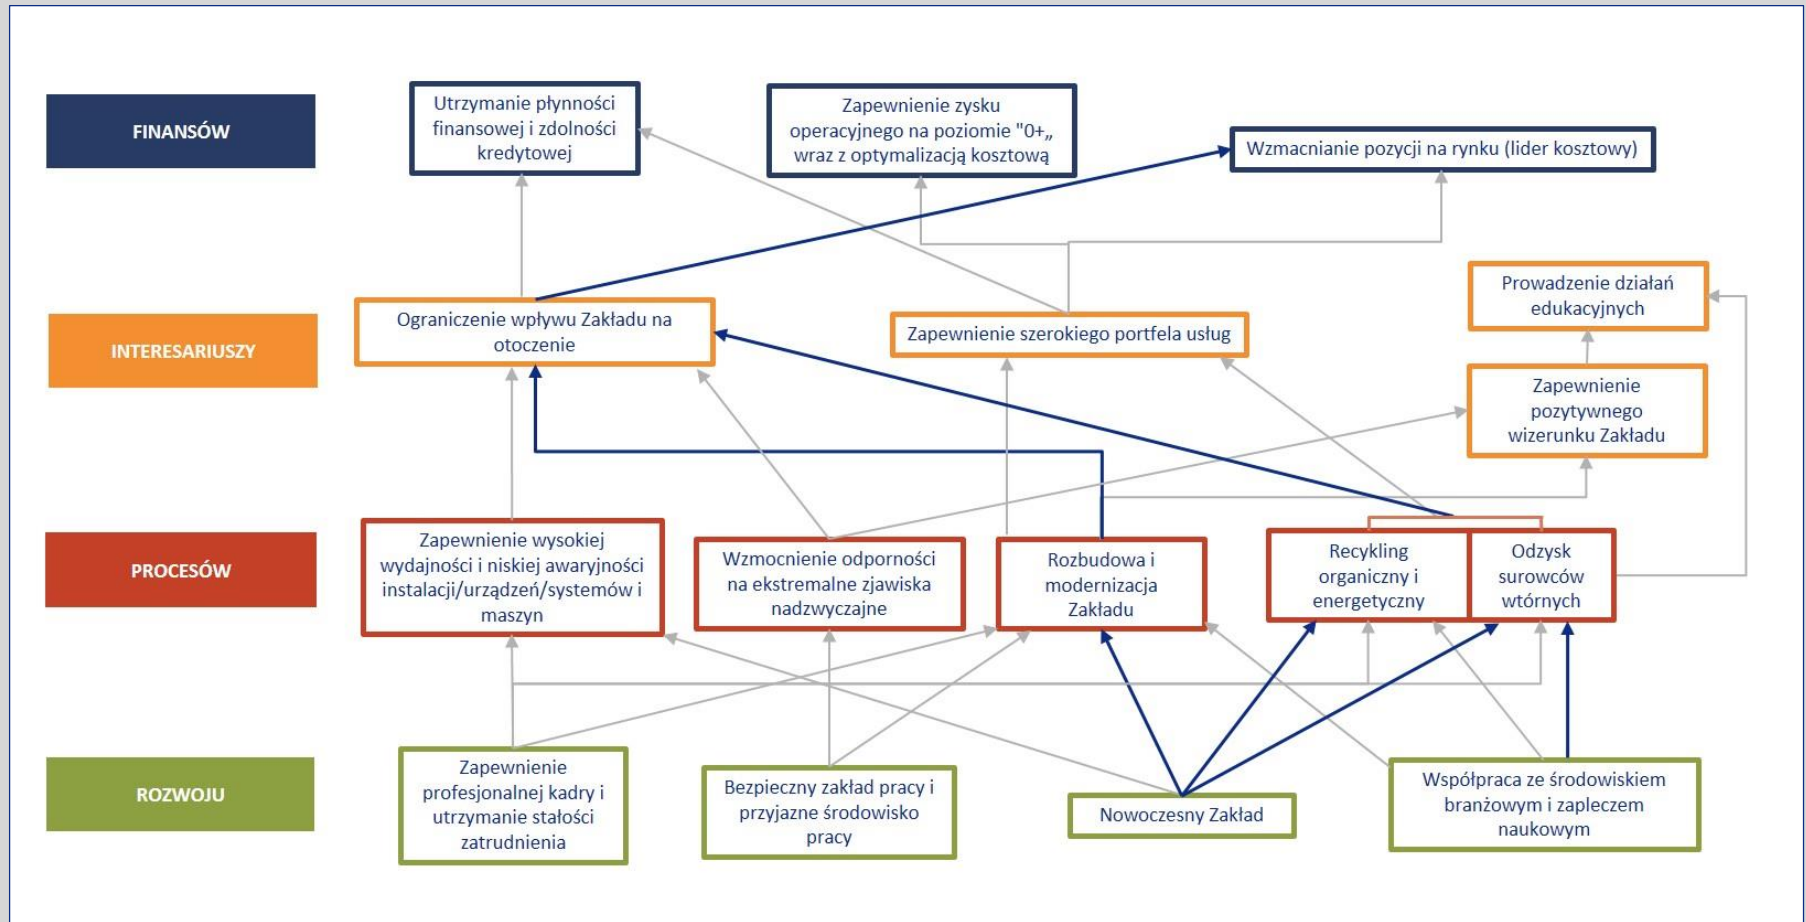 FINANSÓW
Utrzymanie płynności
finansowej i zdolności
kredytowej
Zapewnienie zysku
operacyjnego na poziomie "0+„
wraz z optymalizacją kosztową
Wzmacnianie pozycji na rynku (lider kosztowy)
INTERESARIUSZY
Ograniczenie wpływu Zakładu na
otoczenie
Zapewnienie szerokiego portfela usług
Prowadzenie działań
edukacyjnych
Zapewnienie
pozytywnego
wizerunku Zakładu
PROCESÓW
Zapewnienie wysokiej
wydajności i niskiej awaryjności
instalacji/urządzeń/systemów i
maszyn
Wzmocnienie odporności
na ekstremalne zjawiska
nadzwyczajne
Rozbudowa i
modernizacja
Zakładu
Recykling
organiczny i
energetyczny
Odzysk
surowców
wtórnych
ROZWOJU
Zapewnienie
profesjonalnej kadry i
utrzymanie stałości
zatrudnienia
Bezpieczny zakład pracy i
przyjazne środowisko
pracy
Nowoczesny Zakład
Współpraca ze środowiskiem
branżowym i zapleczem
naukowym